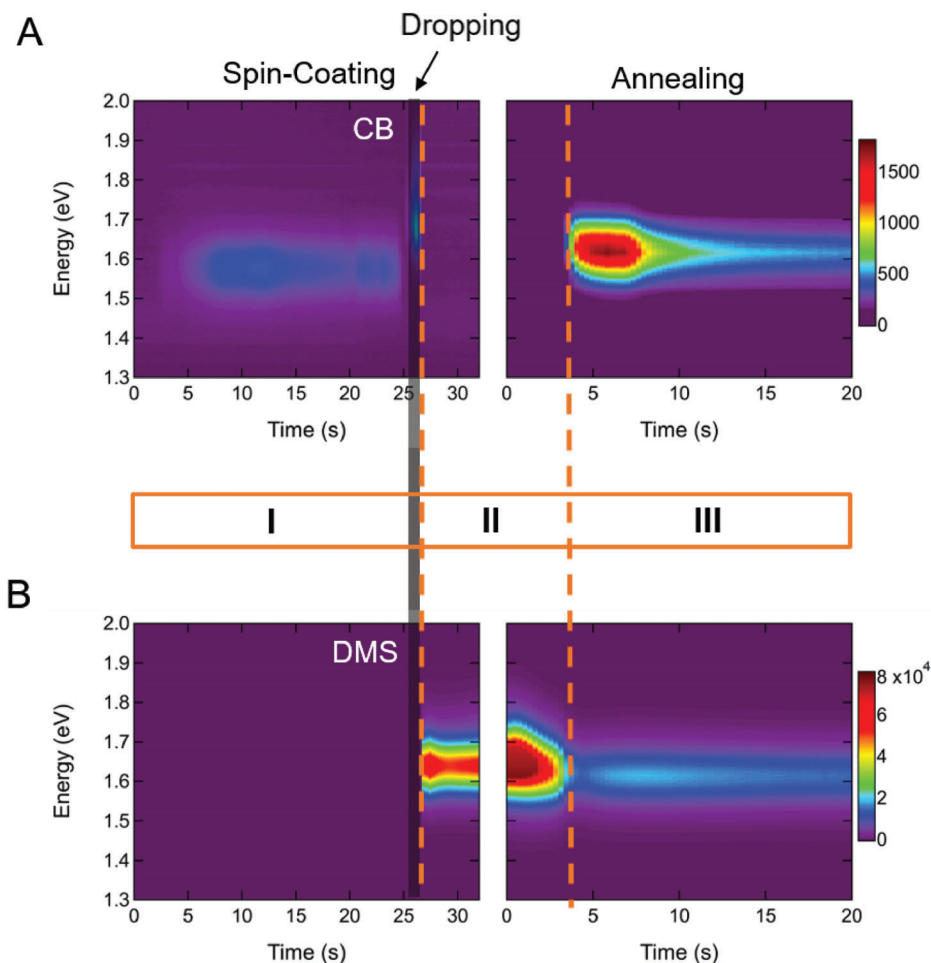 A
Dropping
Spin-Coating
Annealing
CB
2.0
1.9
1.8
1.7
1.6
1.5
1.4
1.3
Energy (eV)
0 5 10 15 20 25 30
Time (s)
0 5 10 15 20
Time (s)
1500
1000
500
0
I II III
B
DMS
2.0
1.9
1.8
1.7
1.6
1.5
1.4
1.3
Energy (eV)
0 5 10 15 20 25 30
Time (s)
0 5 10 15 20
Time (s)
8 x10⁴
6
4
2
0